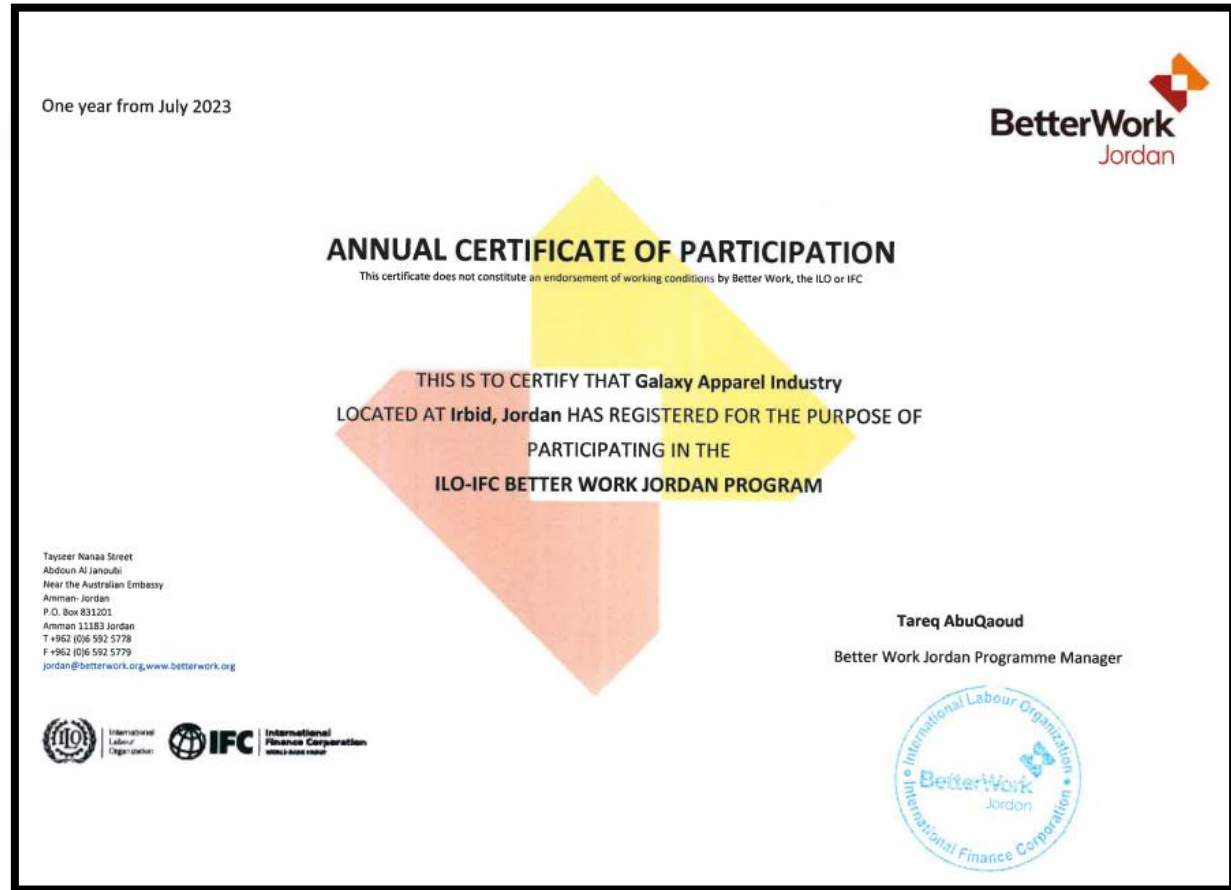 One year from July 2023
BetterWork
Jordan
ANNUAL CERTIFICATE OF PARTICIPATION
This certificate does not constitute an endorsement of working conditions by Better Work, the ILO or IFC
THIS IS TO CERTIFY THAT Galaxy Apparel Industry
LOCATED AT Irbid, Jordan HAS REGISTERED FOR THE PURPOSE OF
PARTICIPATING IN THE
ILO-IFC BETTER WORK JORDAN PROGRAM
Tayseer Nanaa Street
Abdoun Al Janoubi
Near the Australian Embassy
Amman- Jordan
P.O. Box 831201
Amman 11183 Jordan
T +962 (0)6 592 5778
F +962 (0)6 592 5779
jordan@betterwork.org,www.betterwork.org
Tareq AbuQaoud
Better Work Jordan Programme Manager
ILO
International
Labour
Organization
IFC
International
Finance Corporation
WORLD BANK GROUP
International Labour Organization
BetterWork
Jordan
International Finance Corporation